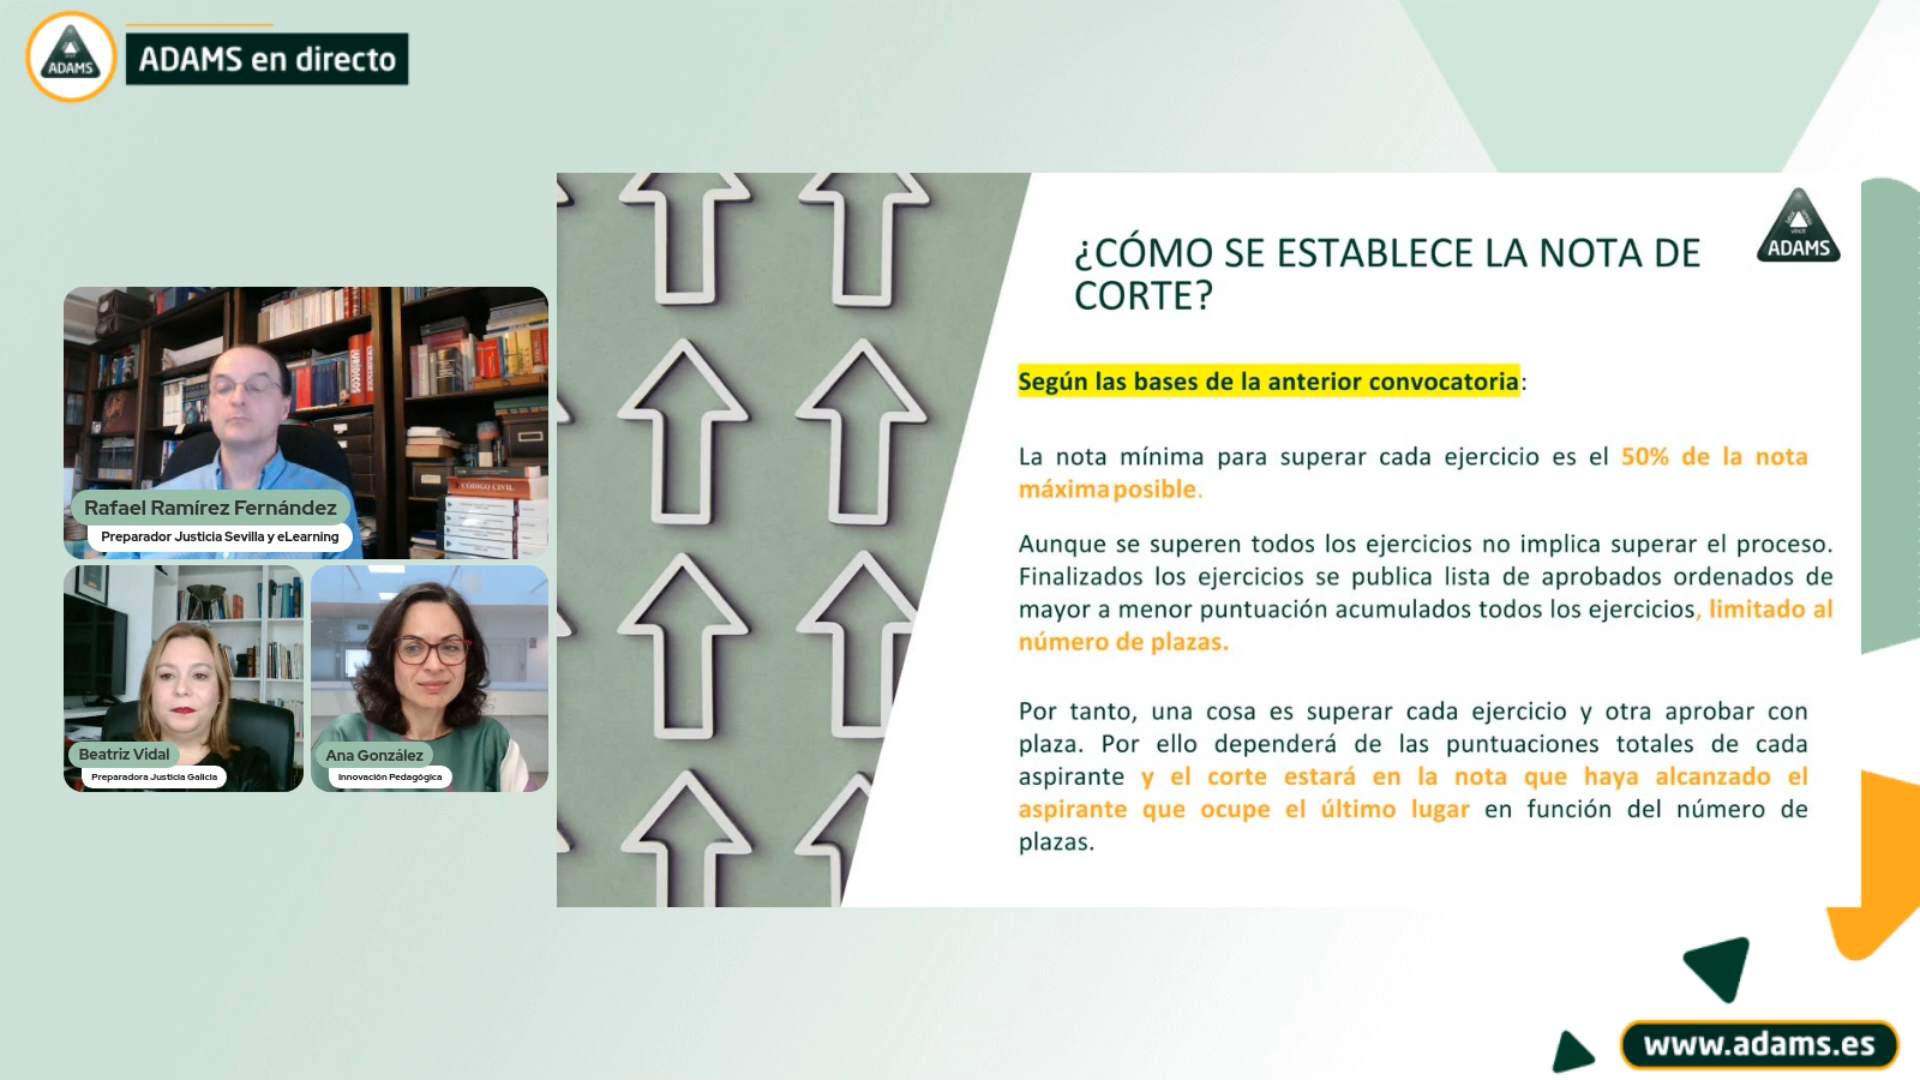 ADAMS
ADAMS en directo
¿CÓMO SE ESTABLECE LA NOTA DE
CORTE?
ADAMS
Según las bases de la anterior convocatoria:
La nota mínima para superar cada ejercicio es el 50% de la nota
máxima posible.
Aunque se superen todos los ejercicios no implica superar el proceso.
Finalizados los ejercicios se publica lista de aprobados ordenados de
mayor a menor puntuación acumulados todos los ejercicios, limitado al
número de plazas.
Por tanto, una cosa es superar cada ejercicio y otra aprobar con
plaza. Por ello dependerá de las puntuaciones totales de cada
aspirante y el corte estará en la nota que haya alcanzado el
aspirante que ocupe el último lugar en función del número de
plazas.
CÓDIGO CIVIL
Rafael Ramírez Fernández
Preparador Justicia Sevilla y eLearning
Beatriz Vidal
Preparadora Justicia Galicia
Ana González
Innovación Pedagógica
www.adams.es